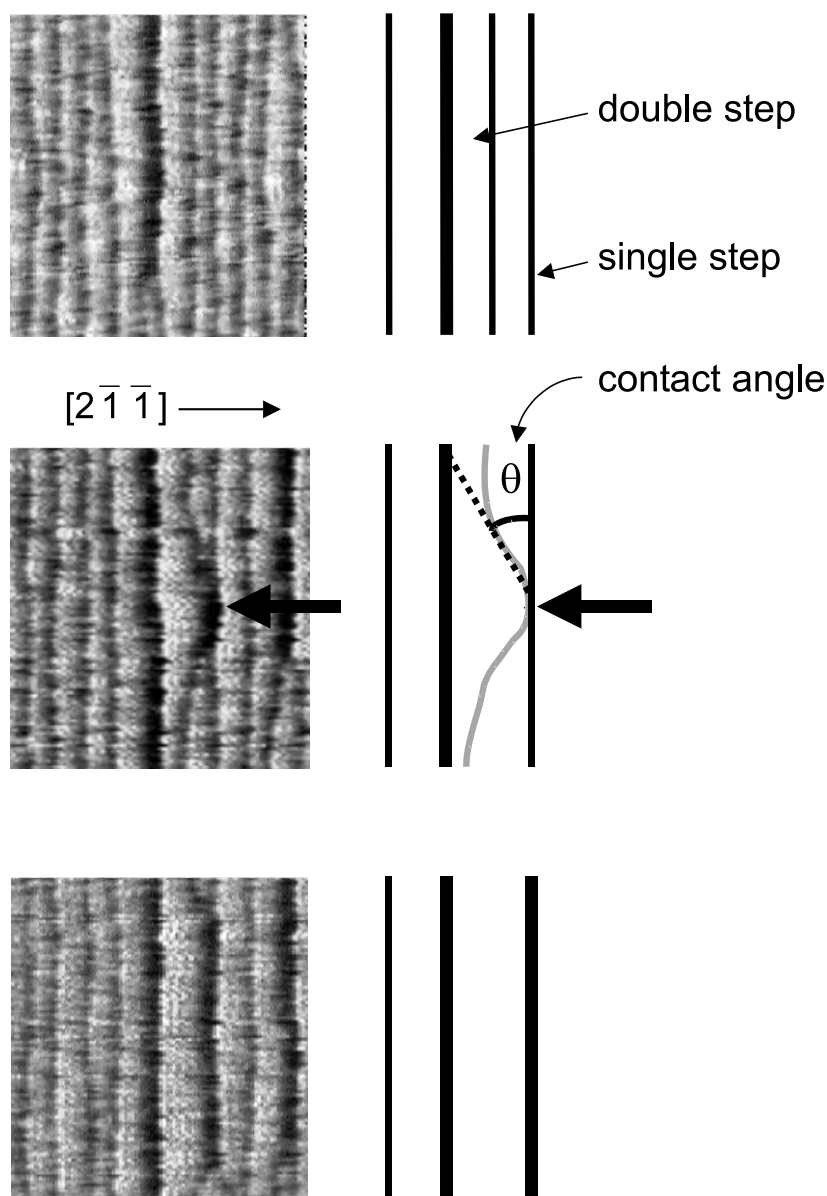 double step
single step
[2 1̅ 1̅]
contact angle
θ